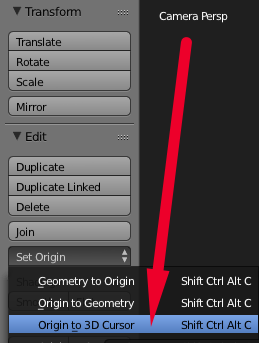 Transform
Camera Persp
Translate
Rotate
Scale
Mirror
Edit
Duplicate
Duplicate Linked
Delete
Join
Set Origin
Geometry to Origin Shift Ctrl Alt C
Origin to Geometry Shift Ctrl Alt C
Origin to 3D Cursor Shift Ctrl Alt C